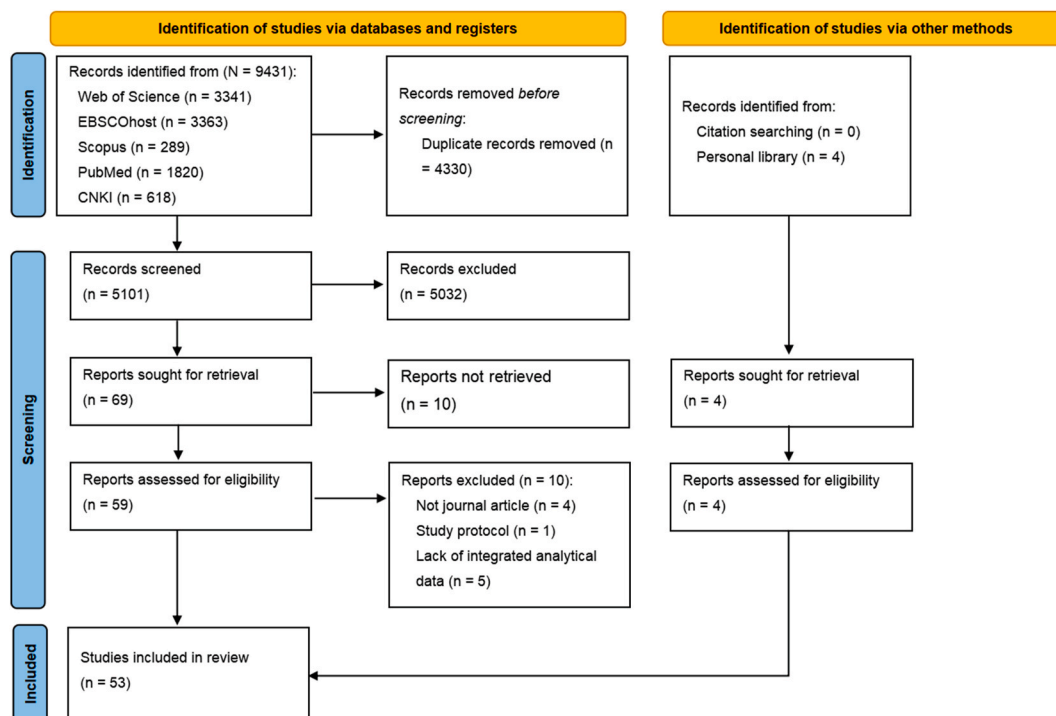 Identification of studies via databases and registers
Identification of studies via other methods
Identification
Records identified from (N = 9431):
Web of Science (n = 3341)
EBSCOhost (n = 3363)
Scopus (n = 289)
PubMed (n = 1820)
CNKI (n = 618)
Records removed before
screening:
Duplicate records removed (n
= 4330)
Records identified from:
Citation searching (n = 0)
Personal library (n = 4)
Screening
Records screened
(n = 5101)
Records excluded
(n = 5032)
Reports sought for retrieval
(n = 69)
Reports not retrieved
(n = 10)
Reports sought for retrieval
(n = 4)
Reports assessed for eligibility
(n = 59)
Reports excluded (n = 10):
Not journal article (n = 4)
Study protocol (n = 1)
Lack of integrated analytical
data (n = 5)
Reports assessed for eligibility
(n = 4)
Included
Studies included in review
(n = 53)